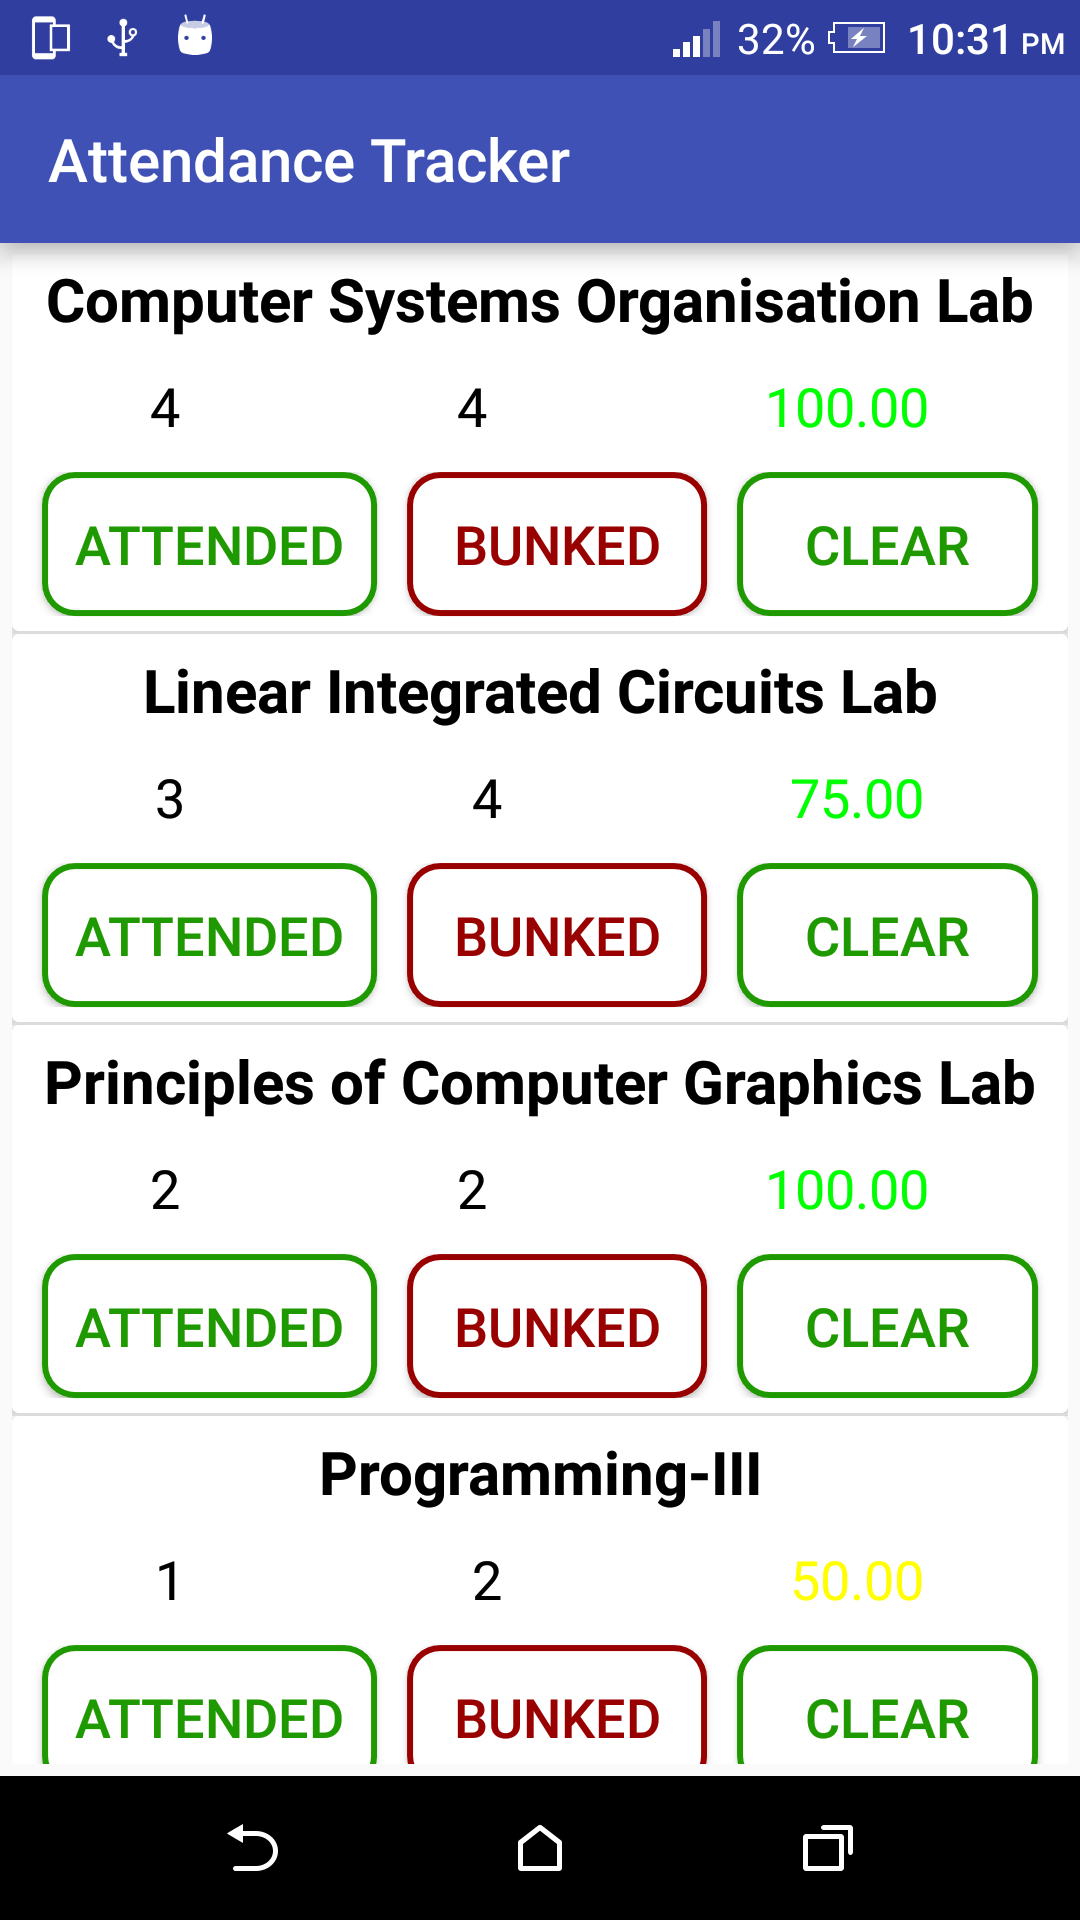 32% 10:31 PM
Attendance Tracker
Computer Systems Organisation Lab
4 4 100.00
ATTENDED BUNKED CLEAR
Linear Integrated Circuits Lab
3 4 75.00
ATTENDED BUNKED CLEAR
Principles of Computer Graphics Lab
2 2 100.00
ATTENDED BUNKED CLEAR
Programming-III
1 2 50.00
ATTENDED BUNKED CLEAR